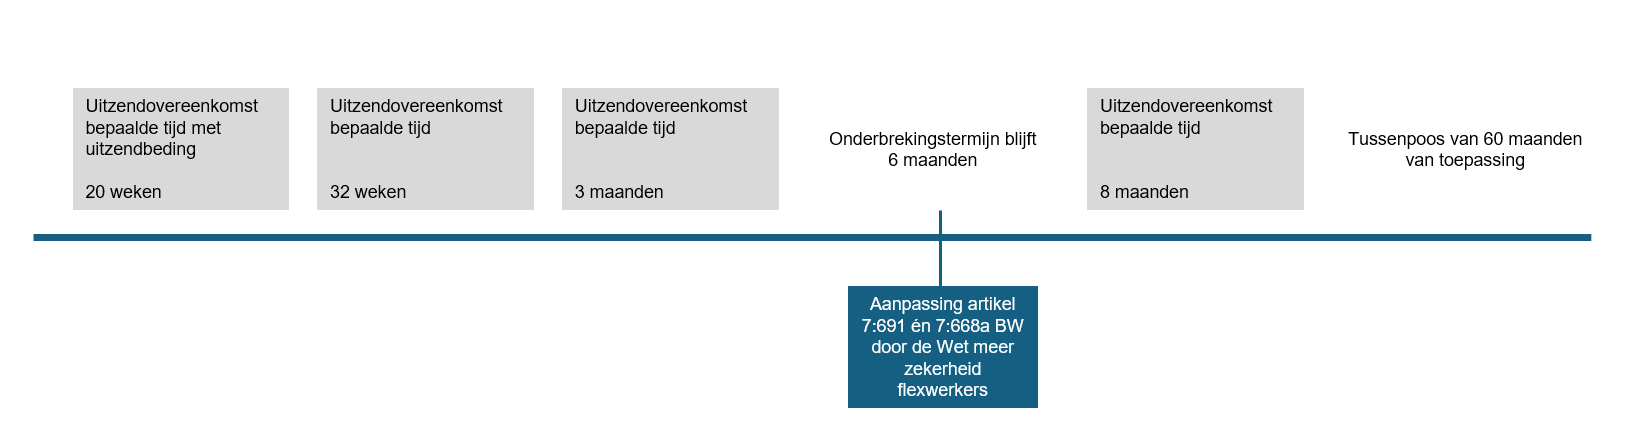 Uitzendovereenkomst
bepaalde tijd met
uitzendbeding
20 weken
Uitzendovereenkomst
bepaalde tijd
32 weken
Uitzendovereenkomst
bepaalde tijd
3 maanden
Onderbrekingstermijn blijft
6 maanden
Uitzendovereenkomst
bepaalde tijd
8 maanden
Tussenpoos van 60 maanden
van toepassing
Aanpassing artikel
7:691 én 7:668a BW
door de Wet meer
zekerheid
flexwerkers